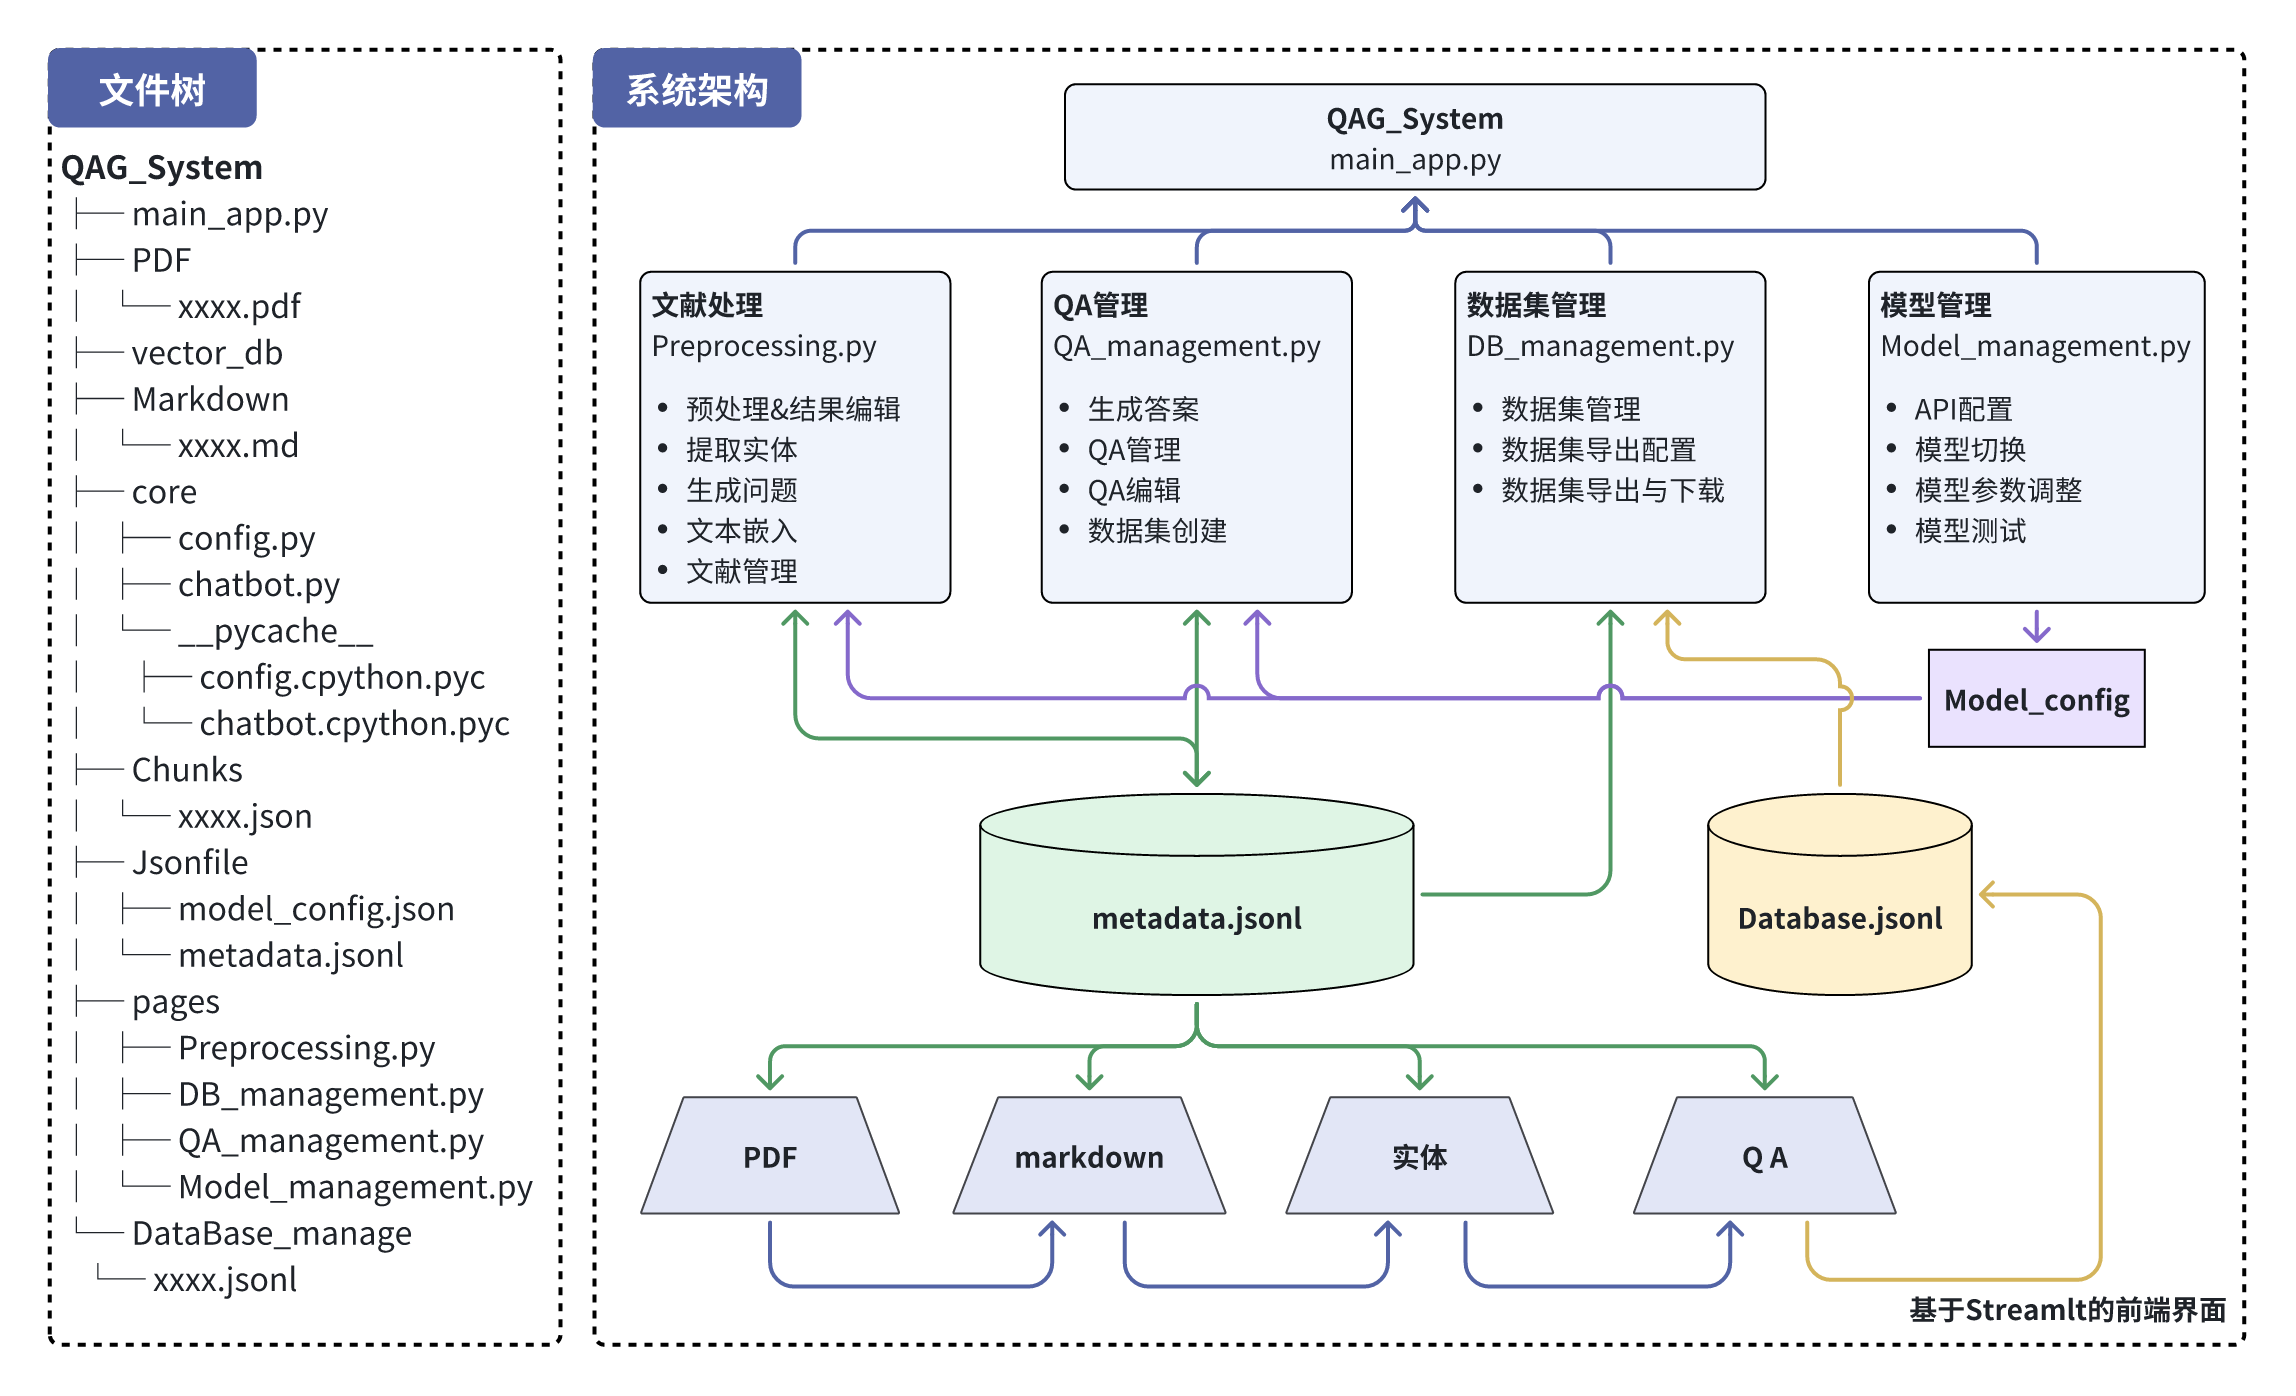 文件树
QAG_System
main_app.py
PDF
xxxx.pdf
vector_db
Markdown
xxxx.md
core
config.py
chatbot.py
__pycache__
config.cpython.pyc
chatbot.cpython.pyc
Chunks
xxxx.json
Jsonfile
model_config.json
metadata.jsonl
pages
Preprocessing.py
DB_management.py
QA_management.py
Model_management.py
DataBase_manage
xxxx.jsonl
系统架构
QAG_System
main_app.py
文献处理
Preprocessing.py
• 预处理&结果编辑
• 提取实体
• 生成问题
• 文本嵌入
• 文献管理
QA管理
QA_management.py
• 生成答案
• QA管理
• QA编辑
• 数据集创建
数据集管理
DB_management.py
• 数据集管理
• 数据集导出配置
• 数据集导出与下载
模型管理
Model_management.py
• API配置
• 模型切换
• 模型参数调整
• 模型测试
Model_config
metadata.jsonl
Database.jsonl
PDF
markdown
实体
Q A
基于Streamlt的前端界面